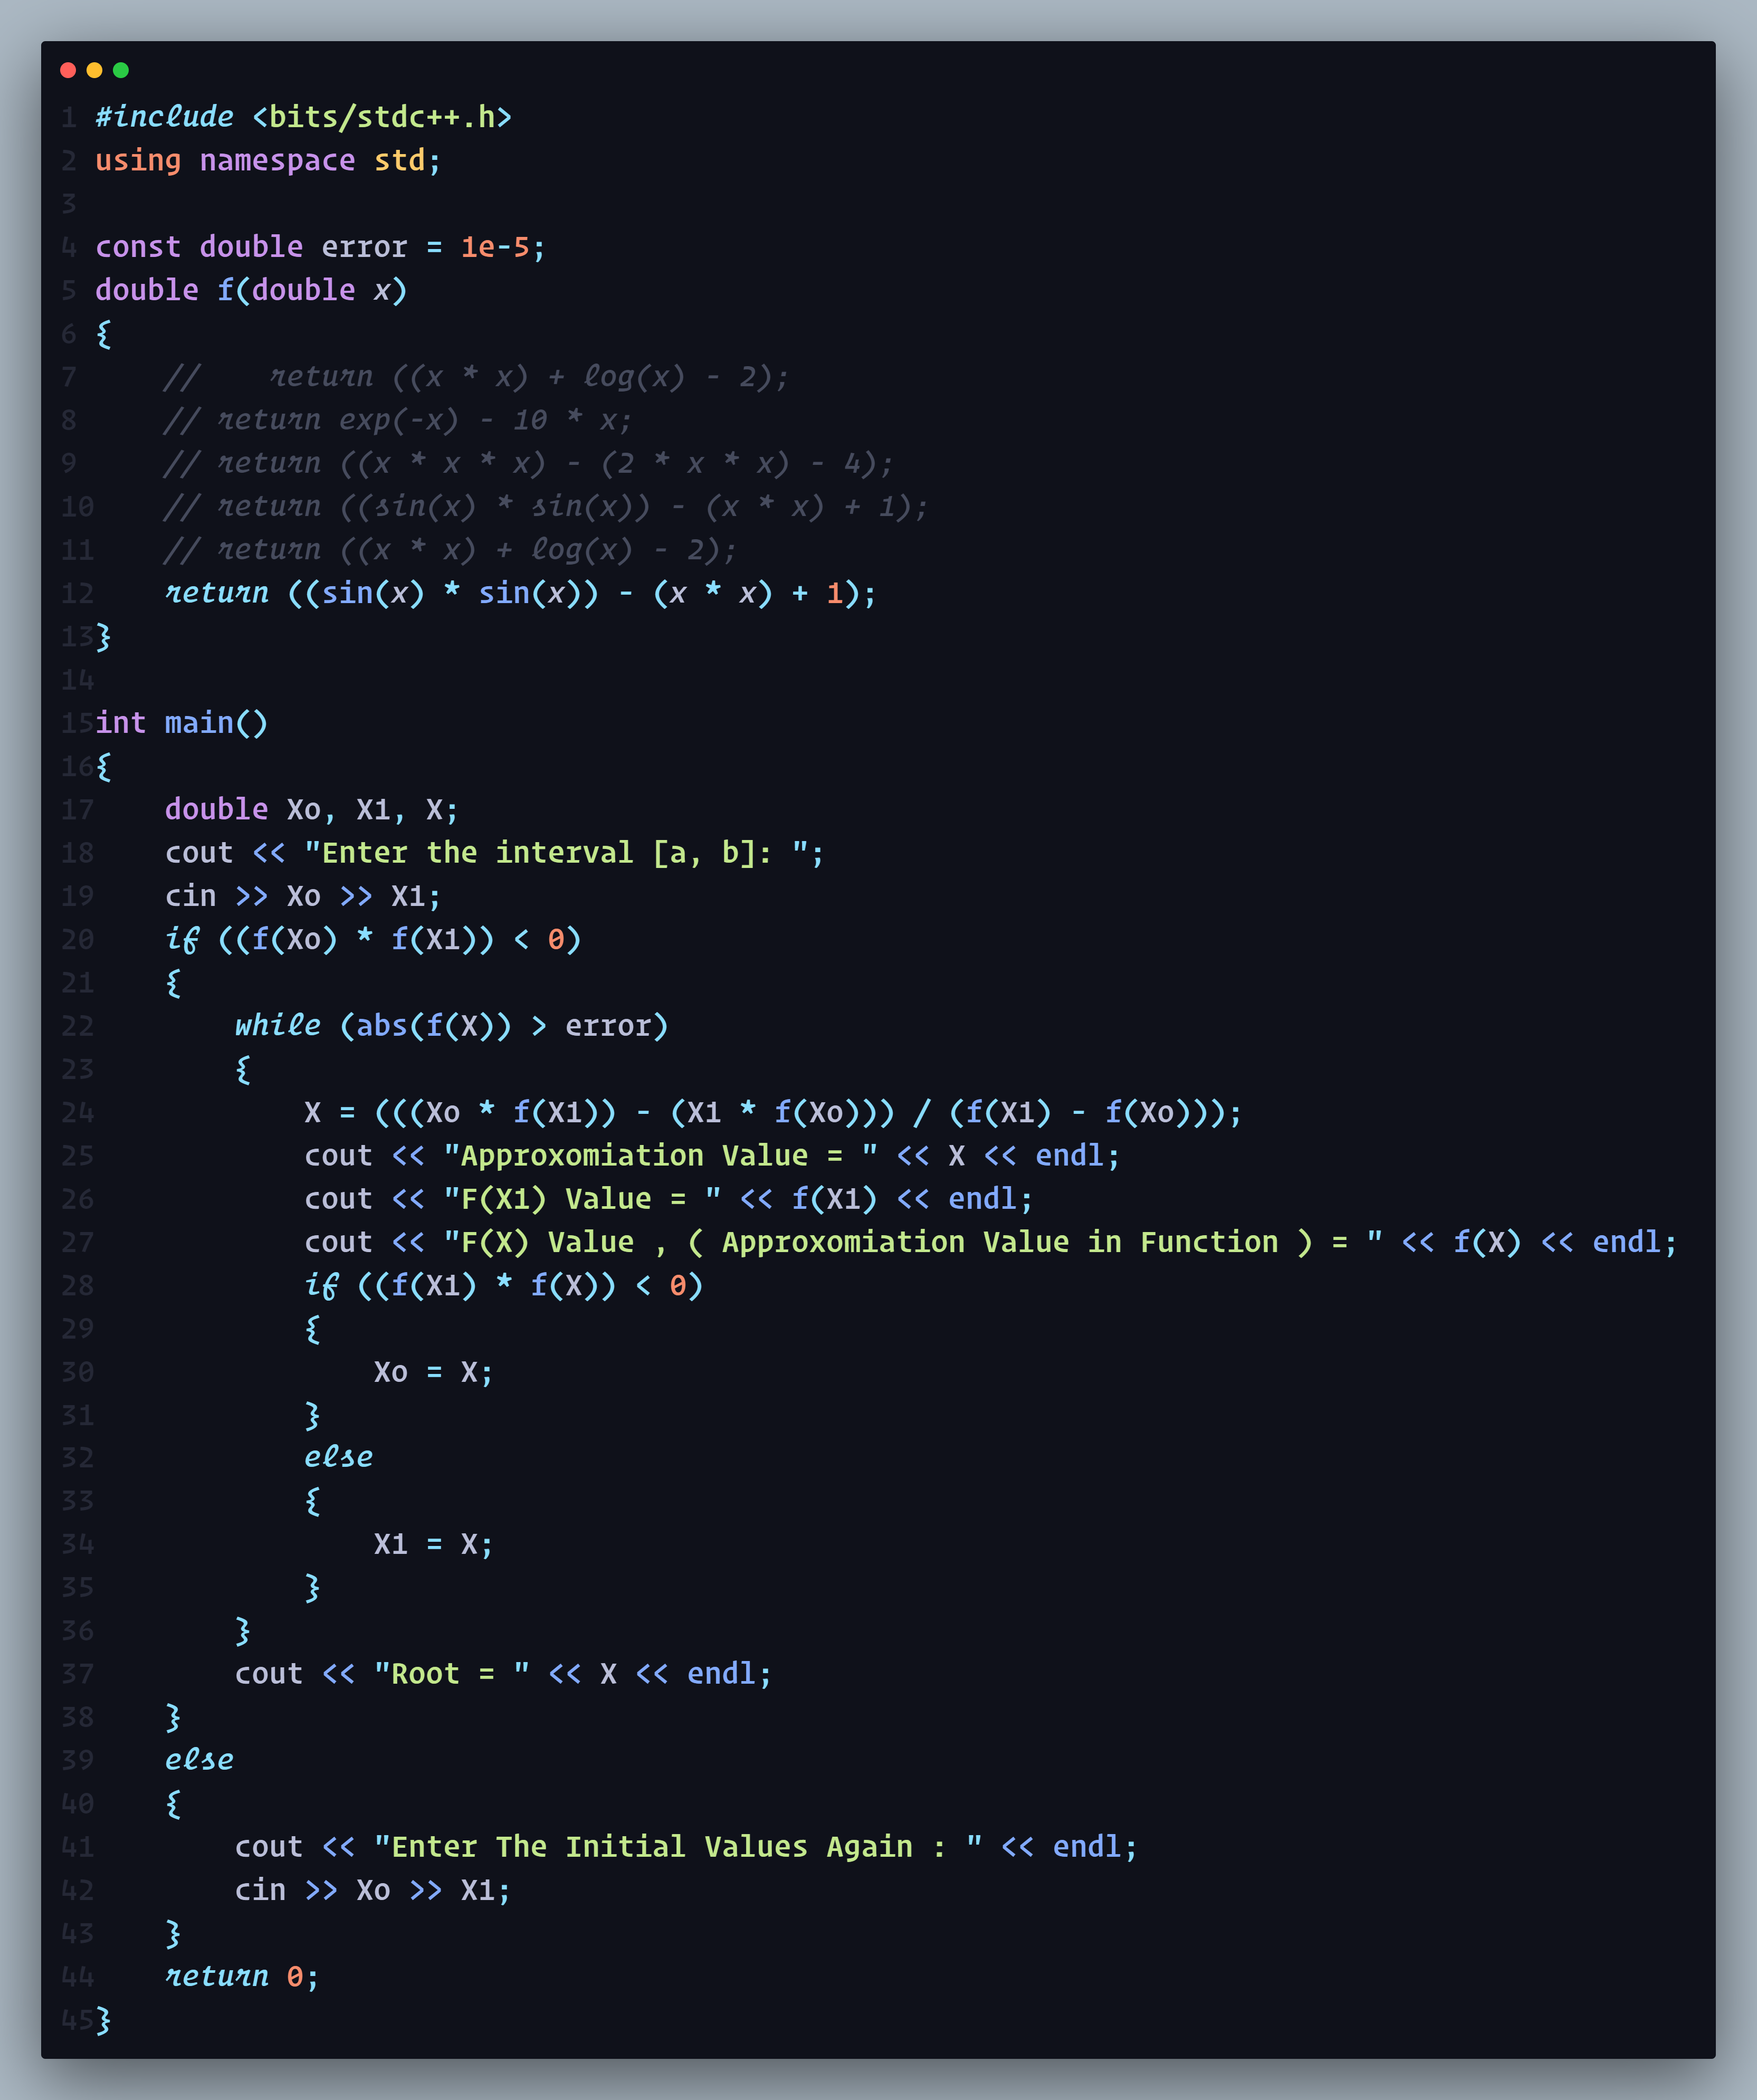 1 #include <bits/stdc++.h>
2 using namespace std;
3
4 const double error = 1e-5;
5 double f(double x)
6 {
7     //    return ((x * x) + log(x) - 2);
8     // return exp(-x) - 10 * x;
9     // return ((x * x * x) - (2 * x * x) - 4);
10    // return ((sin(x) * sin(x)) - (x * x) + 1);
11    // return ((x * x) + log(x) - 2);
12    return ((sin(x) * sin(x)) - (x * x) + 1);
13}
14
15int main()
16{
17    double Xo, X1, X;
18    cout << "Enter the interval [a, b]: ";
19    cin >> Xo >> X1;
20    if ((f(Xo) * f(X1)) < 0)
21    {
22        while (abs(f(X)) > error)
23        {
24            X = (((Xo * f(X1)) - (X1 * f(Xo))) / (f(X1) - f(Xo)));
25            cout << "Approxomiation Value = " << X << endl;
26            cout << "F(X1) Value = " << f(X1) << endl;
27            cout << "F(X) Value , ( Approxomiation Value in Function ) = " << f(X) << endl;
28            if ((f(X1) * f(X)) < 0)
29            {
30                Xo = X;
31            }
32            else
33            {
34                X1 = X;
35            }
36        }
37        cout << "Root = " << X << endl;
38    }
39    else
40    {
41        cout << "Enter The Initial Values Again : " << endl;
42        cin >> Xo >> X1;
43    }
44    return 0;
45}